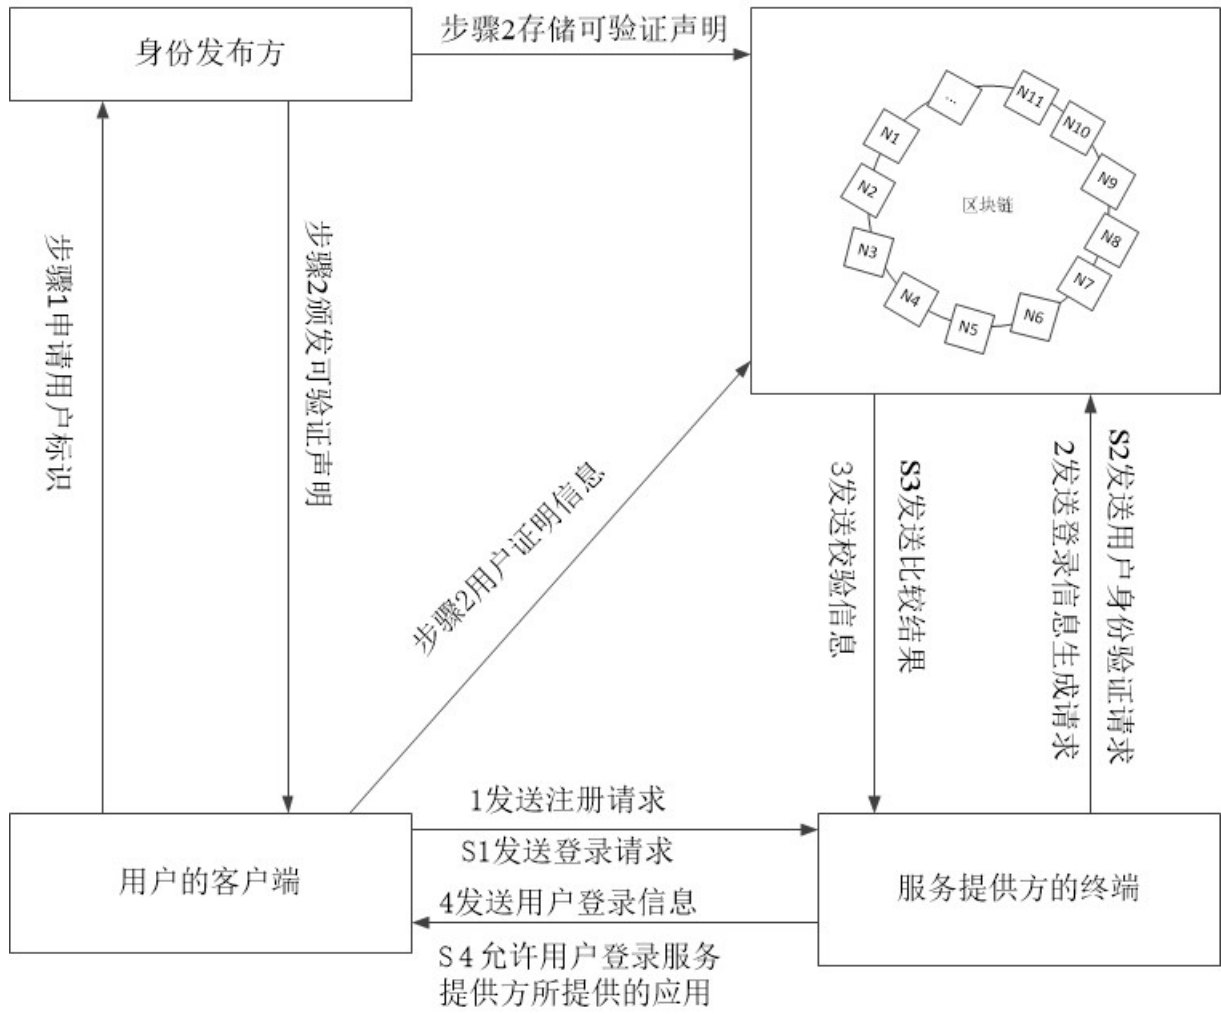 身份发布方
步骤2存储可验证声明
...
N11
N10
N1
N9
N2
区块链
N8
N3
N7
N4
N6
N5
步骤1申请用户标识
步骤2颁发可验证声明
步骤2用户证明信息
3发送校验信息
S3发送比较结果
2发送登录信息生成请求
S2发送用户身份验证请求
1发送注册请求
S1发送登录请求
用户的客户端
4发送用户登录信息
服务提供方的终端
S4允许用户登录服务
提供方所提供的应用